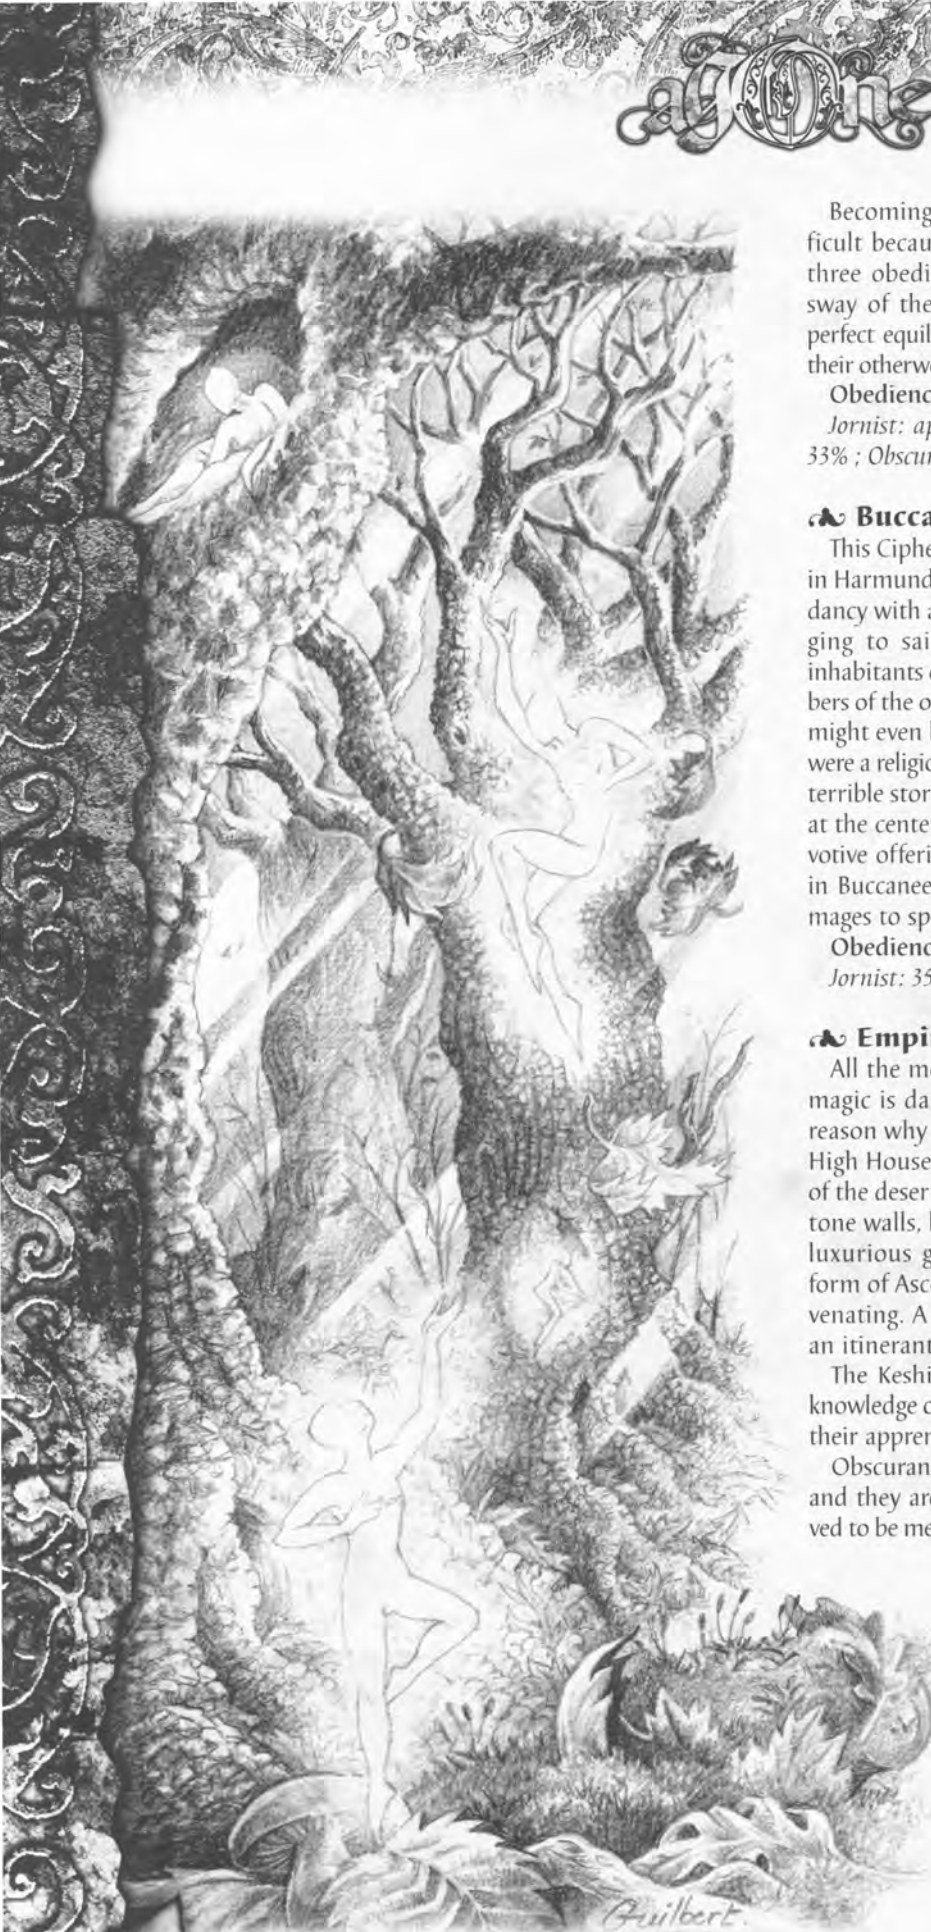 agone
Becoming
ficult becau
three obedi
sway of the
perfect equil
their otherwo
Obedienc
Jornist: ap
33% ; Obscur
Bucca
This Ciphe
in Harmund
dancy with a
ging to sai
inhabitants
bers of the o
might even
were a religio
terrible stor
at the cente
votive offeri
in Buccanee
mages to sp
Obedienc
Jornist: 35
Empi
All the m
magic is da
reason why
High House
of the deser
tone walls,
luxurious g
form of Asc
venating. A
an itinerant
The Keshi
knowledge
their appren
Obscuran
and they are
ved to be me
Guilbert.